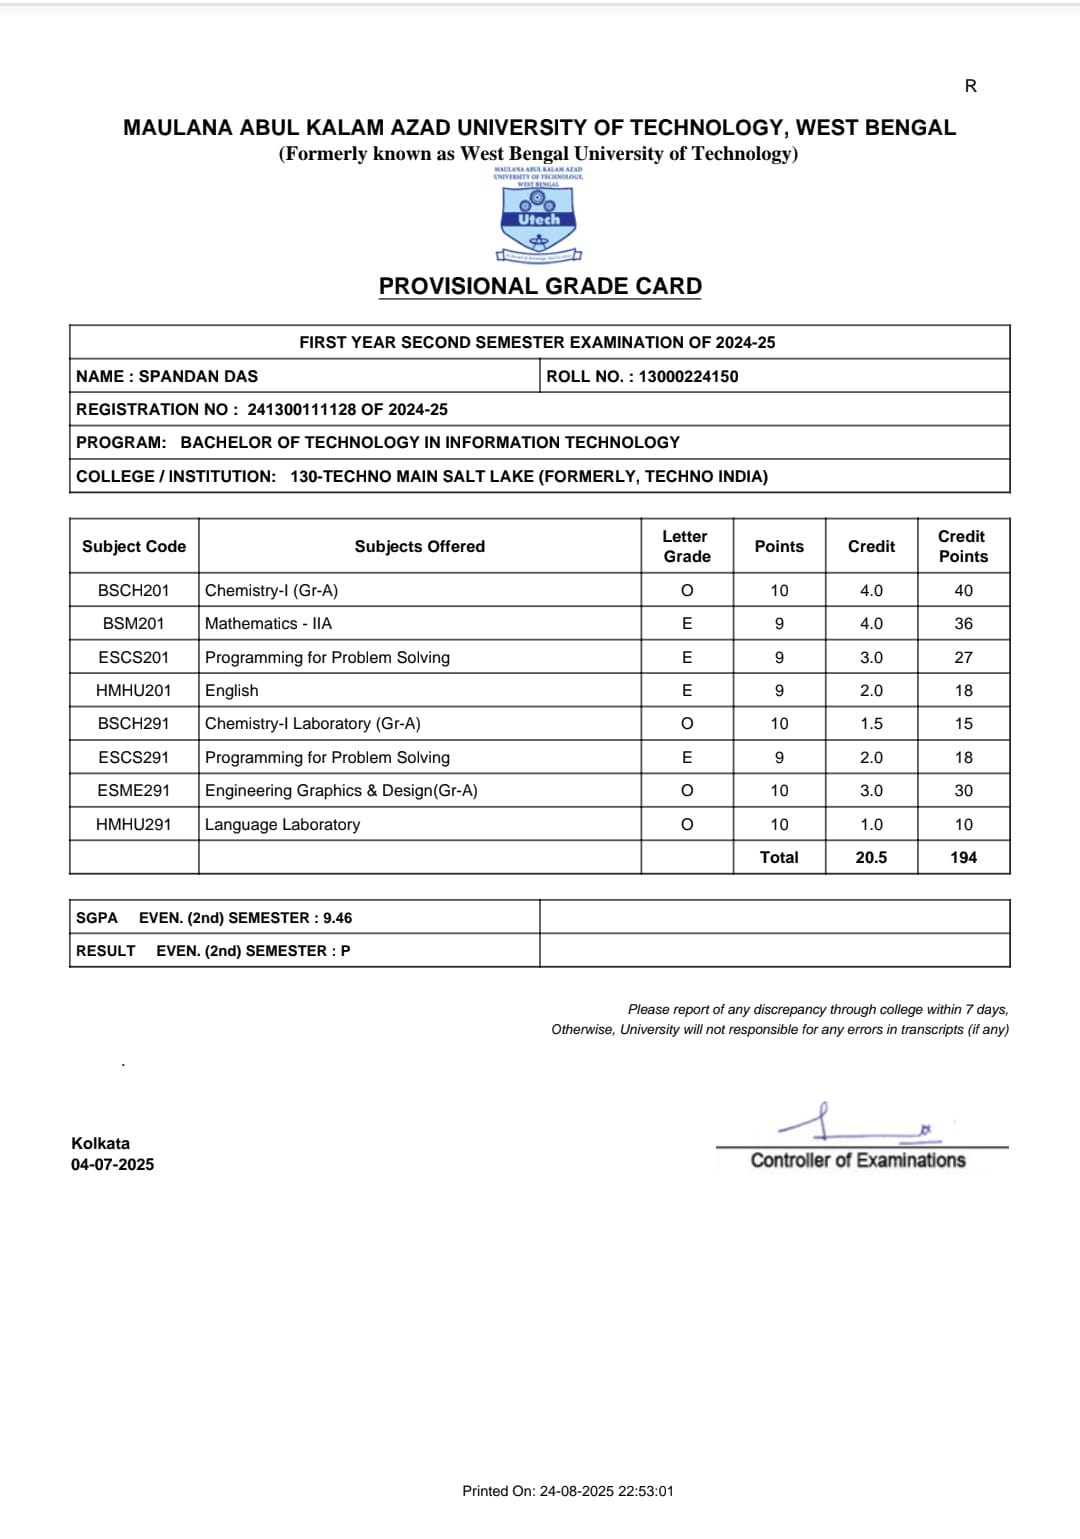 R
MAULANA ABUL KALAM AZAD UNIVERSITY OF TECHNOLOGY, WEST BENGAL
(Formerly known as West Bengal University of Technology)
MAULANA ABUL KALAM AZAD
UNIVERSITY OF TECHNOLOGY,
WEST BENGAL
Utech
PROVISIONAL GRADE CARD
FIRST YEAR SECOND SEMESTER EXAMINATION OF 2024-25
NAME : SPANDAN DAS ROLL NO. : 13000224150
REGISTRATION NO : 241300111128 OF 2024-25
PROGRAM: BACHELOR OF TECHNOLOGY IN INFORMATION TECHNOLOGY
COLLEGE / INSTITUTION: 130-TECHNO MAIN SALT LAKE (FORMERLY, TECHNO INDIA)
Subject Code Subjects Offered Letter Grade Points Credit Credit Points
BSCH201 Chemistry-I (Gr-A) O 10 4.0 40
BSM201 Mathematics - IIA E 9 4.0 36
ESCS201 Programming for Problem Solving E 9 3.0 27
HMHU201 English E 9 2.0 18
BSCH291 Chemistry-I Laboratory (Gr-A) O 10 1.5 15
ESCS291 Programming for Problem Solving E 9 2.0 18
ESME291 Engineering Graphics & Design(Gr-A) O 10 3.0 30
HMHU291 Language Laboratory O 10 1.0 10
Total 20.5 194
SGPA EVEN. (2nd) SEMESTER : 9.46
RESULT EVEN. (2nd) SEMESTER : P
Please report of any discrepancy through college within 7 days,
Otherwise, University will not responsible for any errors in transcripts (if any)
.
Kolkata
04-07-2025
Controller of Examinations
Printed On: 24-08-2025 22:53:01